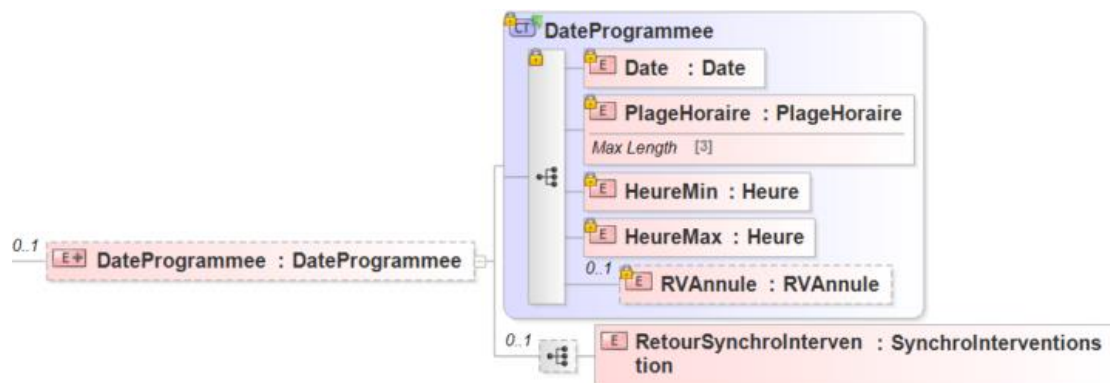 CT DateProgrammee
E Date : Date
E PlageHoraire : PlageHoraire
Max Length [3]
E HeureMin : Heure
E HeureMax : Heure
0..1
E RVAnnule : RVAnnule
0..1
E DateProgrammee : DateProgrammee
0..1
E RetourSynchroInterven : SynchroInterventions
tion